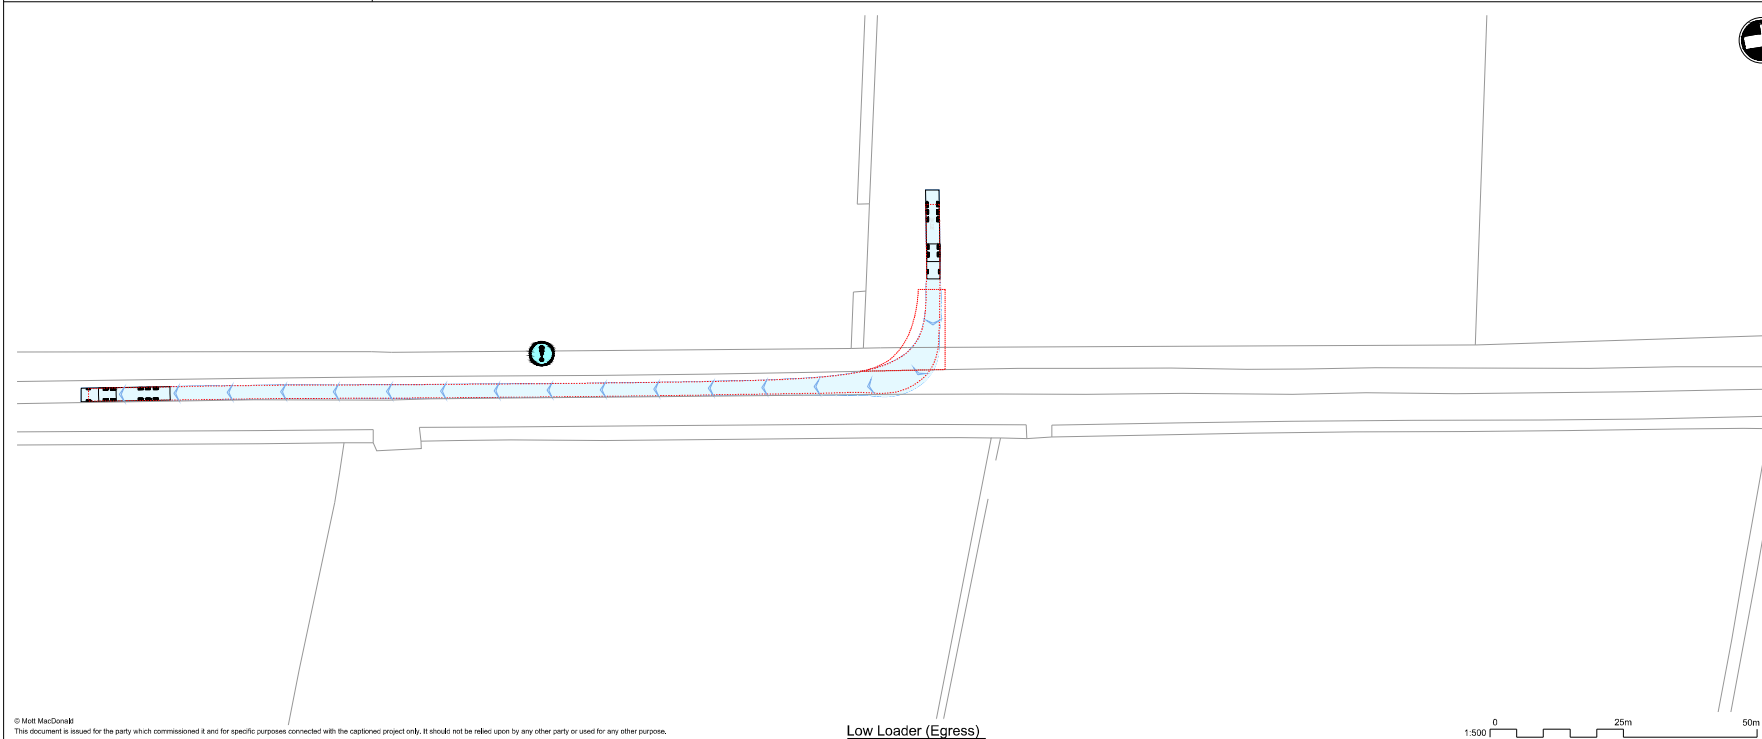 © Mott MacDonald
This document is issued for the party which commissioned it and for specific purposes connected with the captioned project only. It should not be relied upon by any other party or used for any other purpose.
Low Loader (Egress)
0 25m 50m
1:500